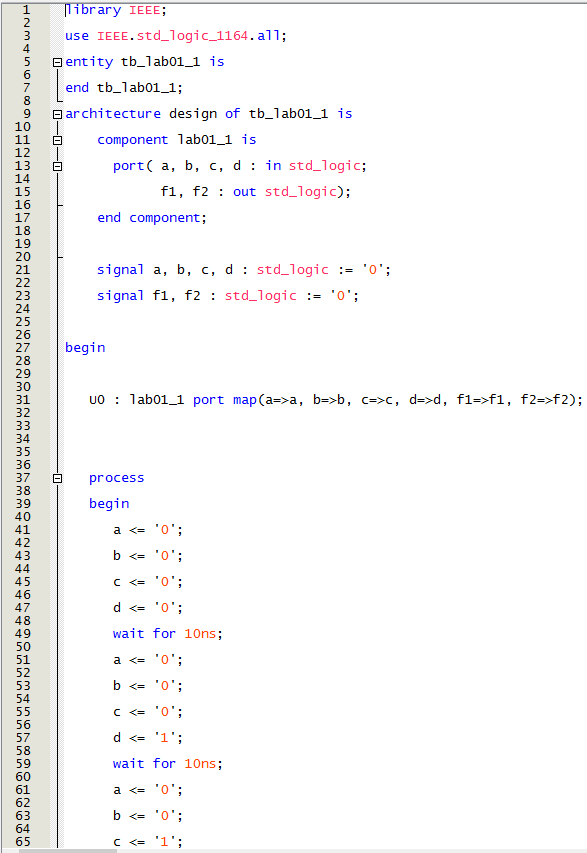 1 library IEEE;
2
3 use IEEE.std_logic_1164.all;
4
5 entity tb_lab01_1 is
6
7 end tb_lab01_1;
8
9 architecture design of tb_lab01_1 is
10
11 component lab01_1 is
12
13 port( a, b, c, d : in std_logic;
14
15 f1, f2 : out std_logic);
16
17 end component;
18
19
20
21 signal a, b, c, d : std_logic := '0';
22
23 signal f1, f2 : std_logic := '0';
24
25
26
27 begin
28
29
30
31 U0 : lab01_1 port map(a=>a, b=>b, c=>c, d=>d, f1=>f1, f2=>f2);
32
33
34
35
36
37 process
38
39 begin
40
41 a <= '0';
42
43 b <= '0';
44
45 c <= '0';
46
47 d <= '0';
48
49 wait for 10ns;
50
51 a <= '0';
52
53 b <= '0';
54
55 c <= '0';
56
57 d <= '1';
58
59 wait for 10ns;
60
61 a <= '0';
62
63 b <= '0';
64
65 c <= '1';